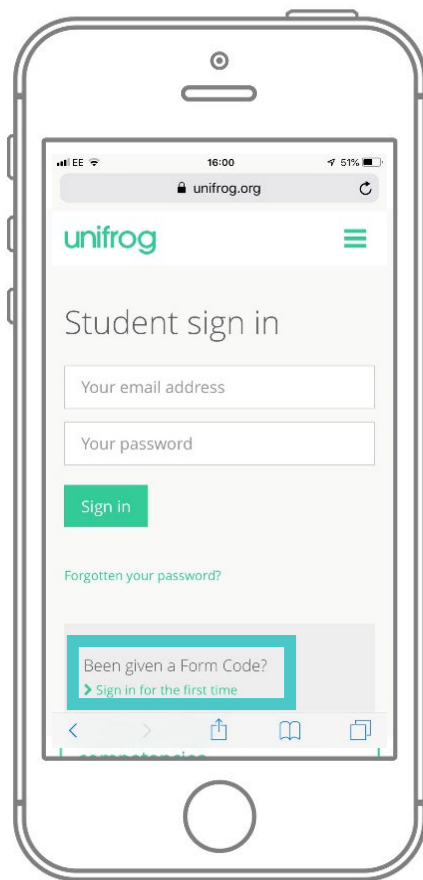 EE 16:00 51%
unifrog.org
unifrog
Student sign in
Your email address
Your password
Sign in
Forgotten your password?
Been given a Form Code?
Sign in for the first time